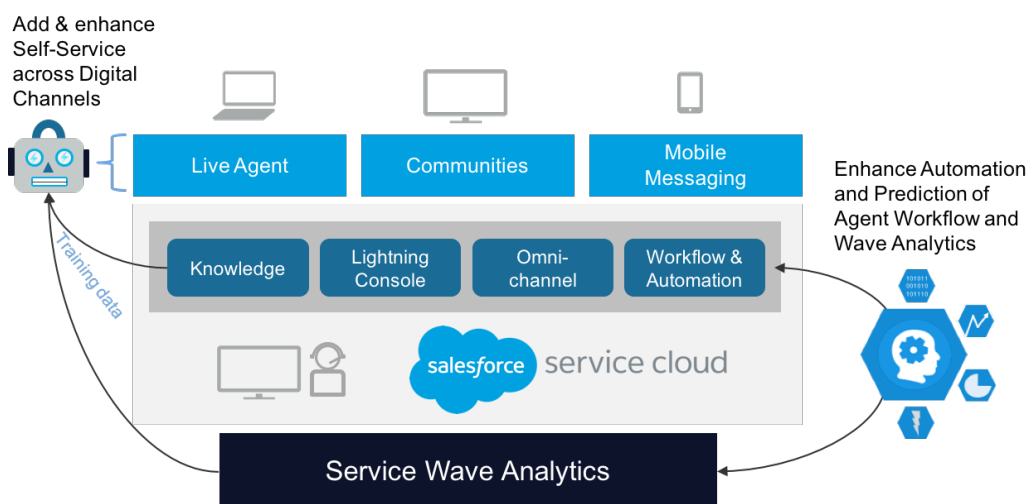 Add & enhance
Self-Service
across Digital
Channels
Live Agent
Communities
Mobile
Messaging
Enhance Automation
and Prediction of
Agent Workflow and
Wave Analytics
Training data
Knowledge
Lightning
Console
Omni-
channel
Workflow &
Automation
101011
001010
101110
salesforce
service cloud
Service Wave Analytics